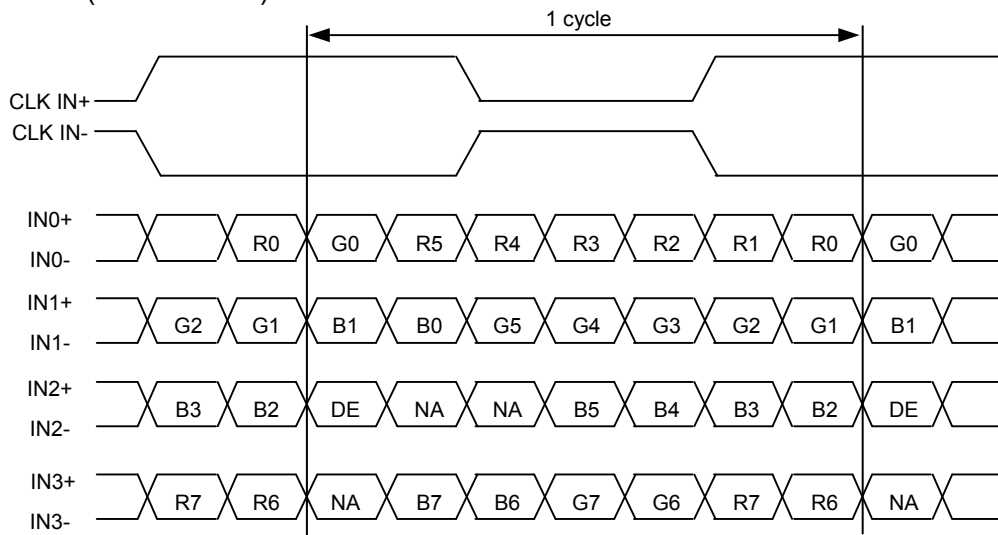 1 cycle
CLK IN+
CLK IN-
IN0+
R0 G0 R5 R4 R3 R2 R1 R0 G0
IN0-
IN1+
G2 G1 B1 B0 G5 G4 G3 G2 G1 B1
IN1-
IN2+
B3 B2 DE NA NA B5 B4 B3 B2 DE
IN2-
IN3+
R7 R6 NA B7 B6 G7 G6 R7 R6 NA
IN3-